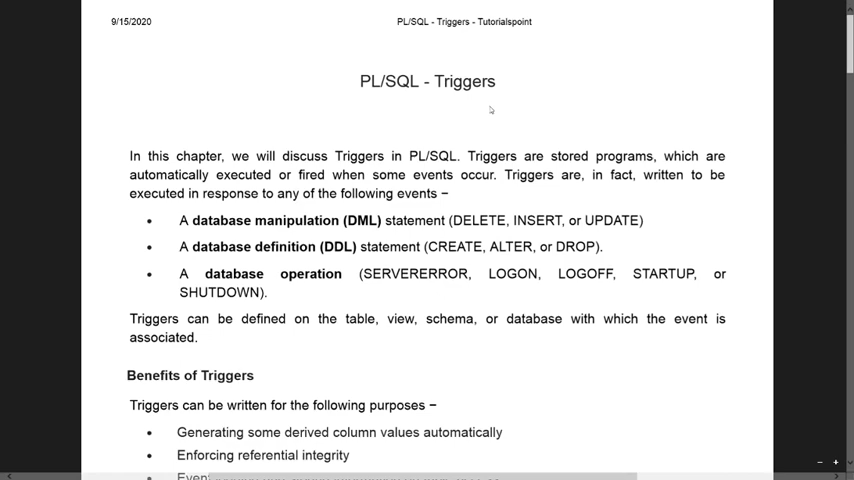 9/15/2020 PL/SQL - Triggers - Tutorialspoint
PL/SQL - Triggers
In this chapter, we will discuss Triggers in PL/SQL. Triggers are stored programs, which are
automatically executed or fired when some events occur. Triggers are, in fact, written to be
executed in response to any of the following events −
• A database manipulation (DML) statement (DELETE, INSERT, or UPDATE)
• A database definition (DDL) statement (CREATE, ALTER, or DROP).
• A database operation (SERVERERROR, LOGON, LOGOFF, STARTUP, or
SHUTDOWN).
Triggers can be defined on the table, view, schema, or database with which the event is
associated.
Benefits of Triggers
Triggers can be written for the following purposes −
• Generating some derived column values automatically
• Enforcing referential integrity